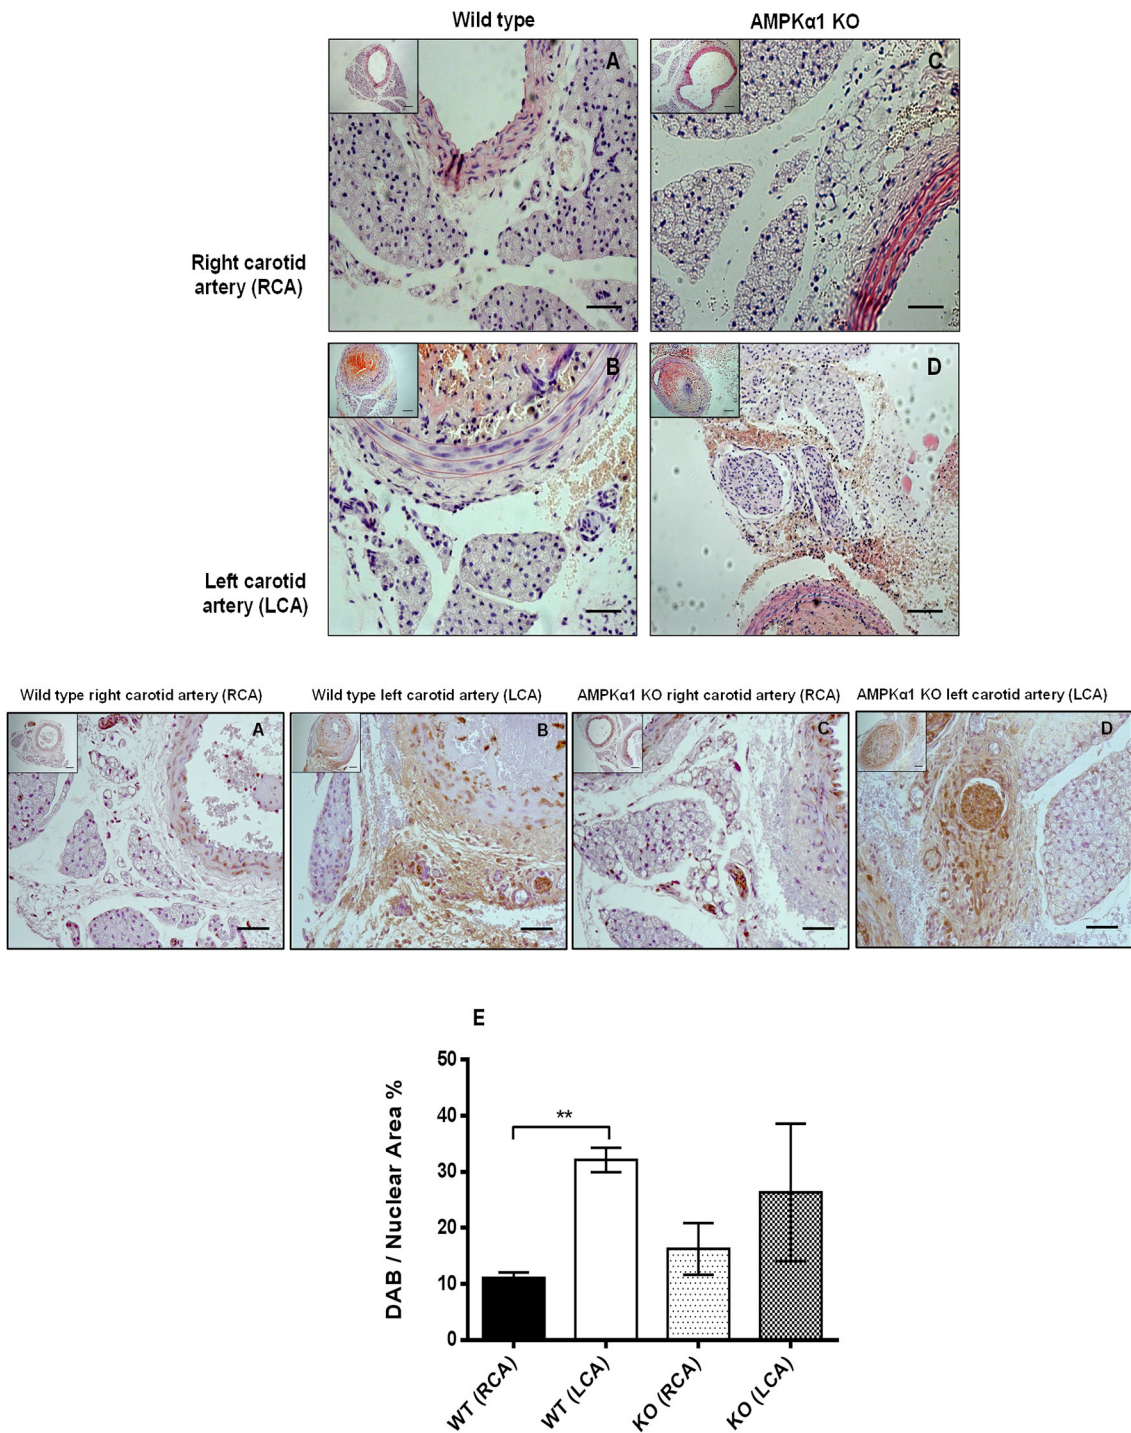 Wild type
AMPKα1 KO
A
C
Right carotid
artery (RCA)
B
D
Left carotid
artery (LCA)
Wild type right carotid artery (RCA)
Wild type left carotid artery (LCA)
AMPKα1 KO right carotid artery (RCA)
AMPKα1 KO left carotid artery (LCA)
A
B
C
D
E
DAB / Nuclear Area %
50
40
30
20
10
0
**
WT (RCA)
WT (LCA)
KO (RCA)
KO (LCA)